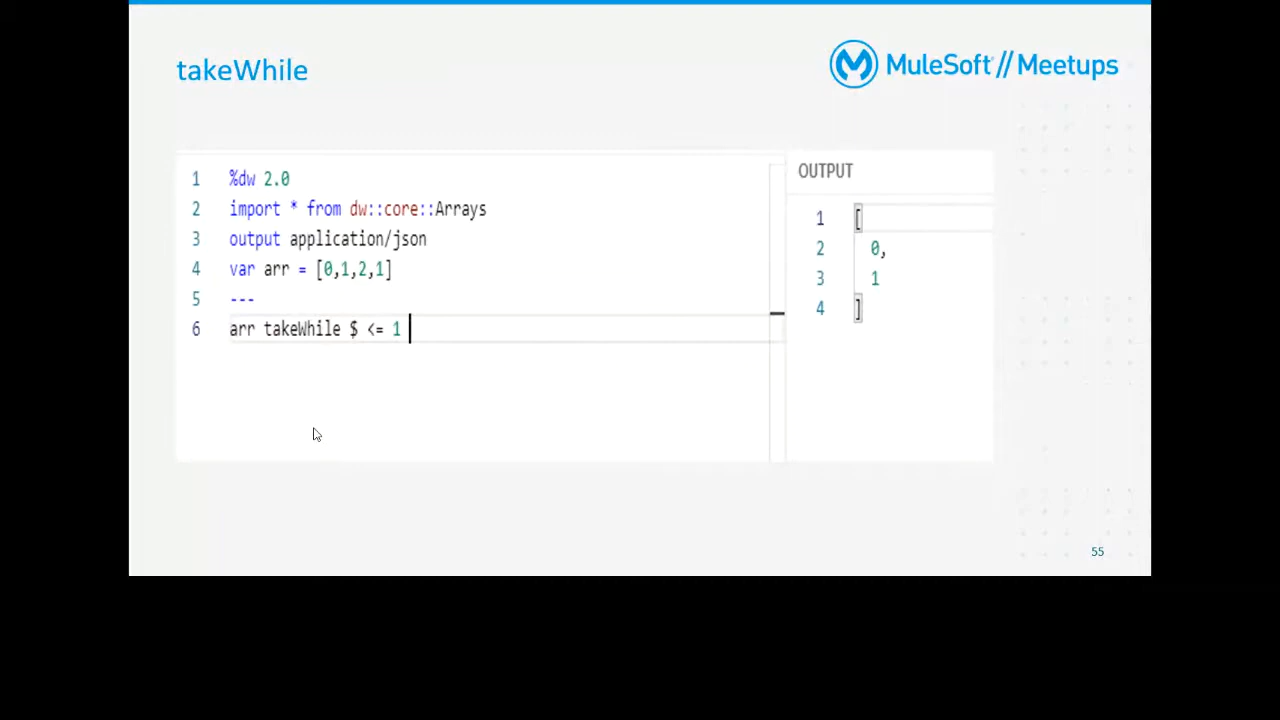 takeWhile
MuleSoft // Meetups
1 %dw 2.0
2 import * from dw::core::Arrays
3 output application/json
4 var arr = [0,1,2,1]
5 ---
6 arr takeWhile $ <= 1
OUTPUT
1 [
2 0,
3 1
4 ]
55